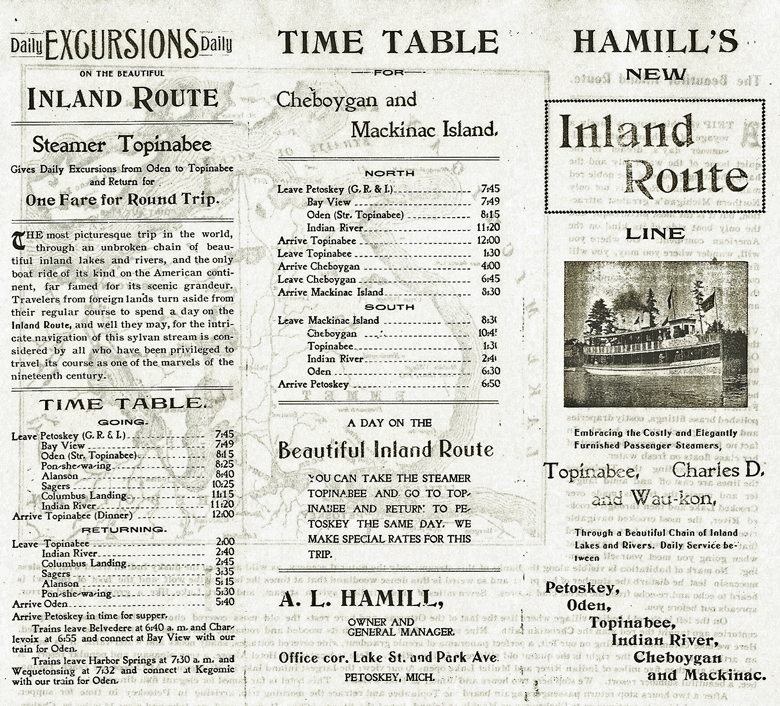 Daily EXCURSIONS Daily
ON THE BEAUTIFUL
INLAND ROUTE
Steamer Topinabee
Gives Daily Excursions from Oden to Topinabee
and Return for
One Fare for Round Trip.
THE most picturesque trip in the world,
through an unbroken chain of beau-
tiful inland lakes and rivers, and the only
boat ride of its kind on the American conti-
nent, far famed for its scenic grandeur.
Travelers from foreign lands turn aside from
their regular course to spend a day on the
Inland Route, and well they may, for the intri-
cate navigation of this sylvan stream is con-
sidered by all who have been privileged to
travel its course as one of the marvels of the
nineteenth century.
TIME TABLE.
GOING.
Leave Petoskey (G. R. & I.) 7:45
Bay View 7:49
Oden (Str. Topinabee) 8:15
Pon-she-wa-ing 8:25
Alanson 8:40
Sagers 10:25
Columbus Landing 11:15
Indian River 11:20
Arrive Topinabee (Dinner) 12:00
RETURNING.
Leave Topinabee 2:00
Indian River 2:40
Columbus Landing 2:45
Sagers 3:35
Alanson 5:15
Pon-she-wa-ing 5:30
Arrive Oden 5:40
Arrive Petoskey in time for supper.
Trains leave Belvedere at 6:40 a. m. and Char-
levoix at 6:55 and connect at Bay View with our
train for Oden.
Trains leave Harbor Springs at 7:30 a. m. and
Wequetonsing at 7:32 and connect at Kegomic
with our train for Oden.
TIME TABLE
FOR
Cheboygan and
Mackinac Island.
NORTH
Leave Petoskey (G. R. & I.) 7:45
Bay View 7:49
Oden (Str. Topinabee) 8:15
Indian River 11:20
Arrive Topinabee 12:00
Leave Topinabee 1:30
Arrive Cheboygan 4:00
Leave Cheboygan 6:45
Arrive Mackinac Island 8:30
SOUTH
Leave Mackinac Island
Cheboygan
Topinabee
Indian River
Oden 6:30
Arrive Petoskey 6:50
A DAY ON THE
Beautiful Inland Route
YOU CAN TAKE THE STEAMER
TOPINABEE AND GO TO TOP-
INABEE AND RETURN TO PE-
TOSKEY THE SAME DAY. WE
MAKE SPECIAL RATES FOR THIS
TRIP.
A. L. HAMILL,
OWNER AND
GENERAL MANAGER.
Office cor. Lake St. and Park Ave.
PETOSKEY, MICH.
HAMILL'S
NEW
Inland
Route
LINE
Embracing the Costly and Elegantly
Furnished Passenger Steamers,
Topinabee, Charles D.
and Wau-kon,
Through a Beautiful Chain of Inland
Lakes and Rivers. Daily Service be-
tween
Petoskey,
Oden,
Topinabee,
Indian River,
Cheboygan
and Mackinac.